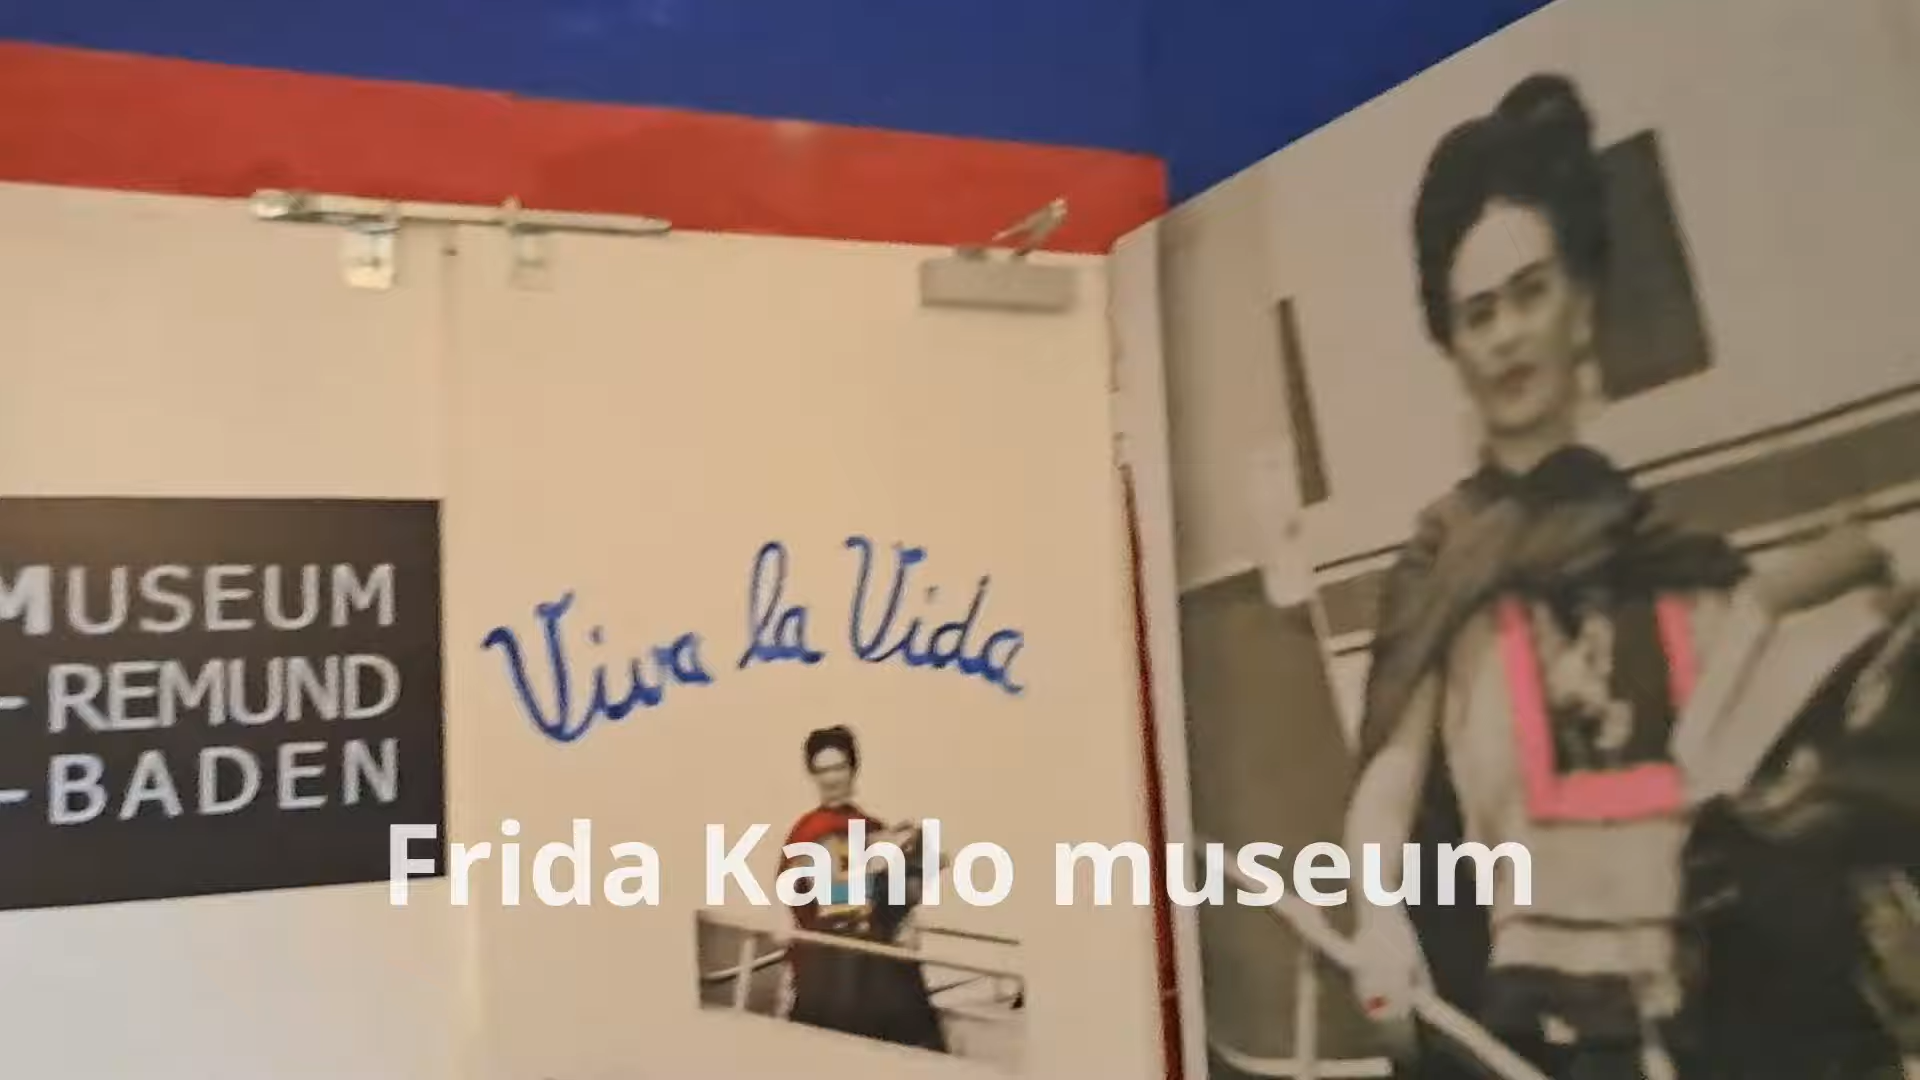 MUSEUM
- REMUND
- BADEN
Viva la Vida
Frida Kahlo museum